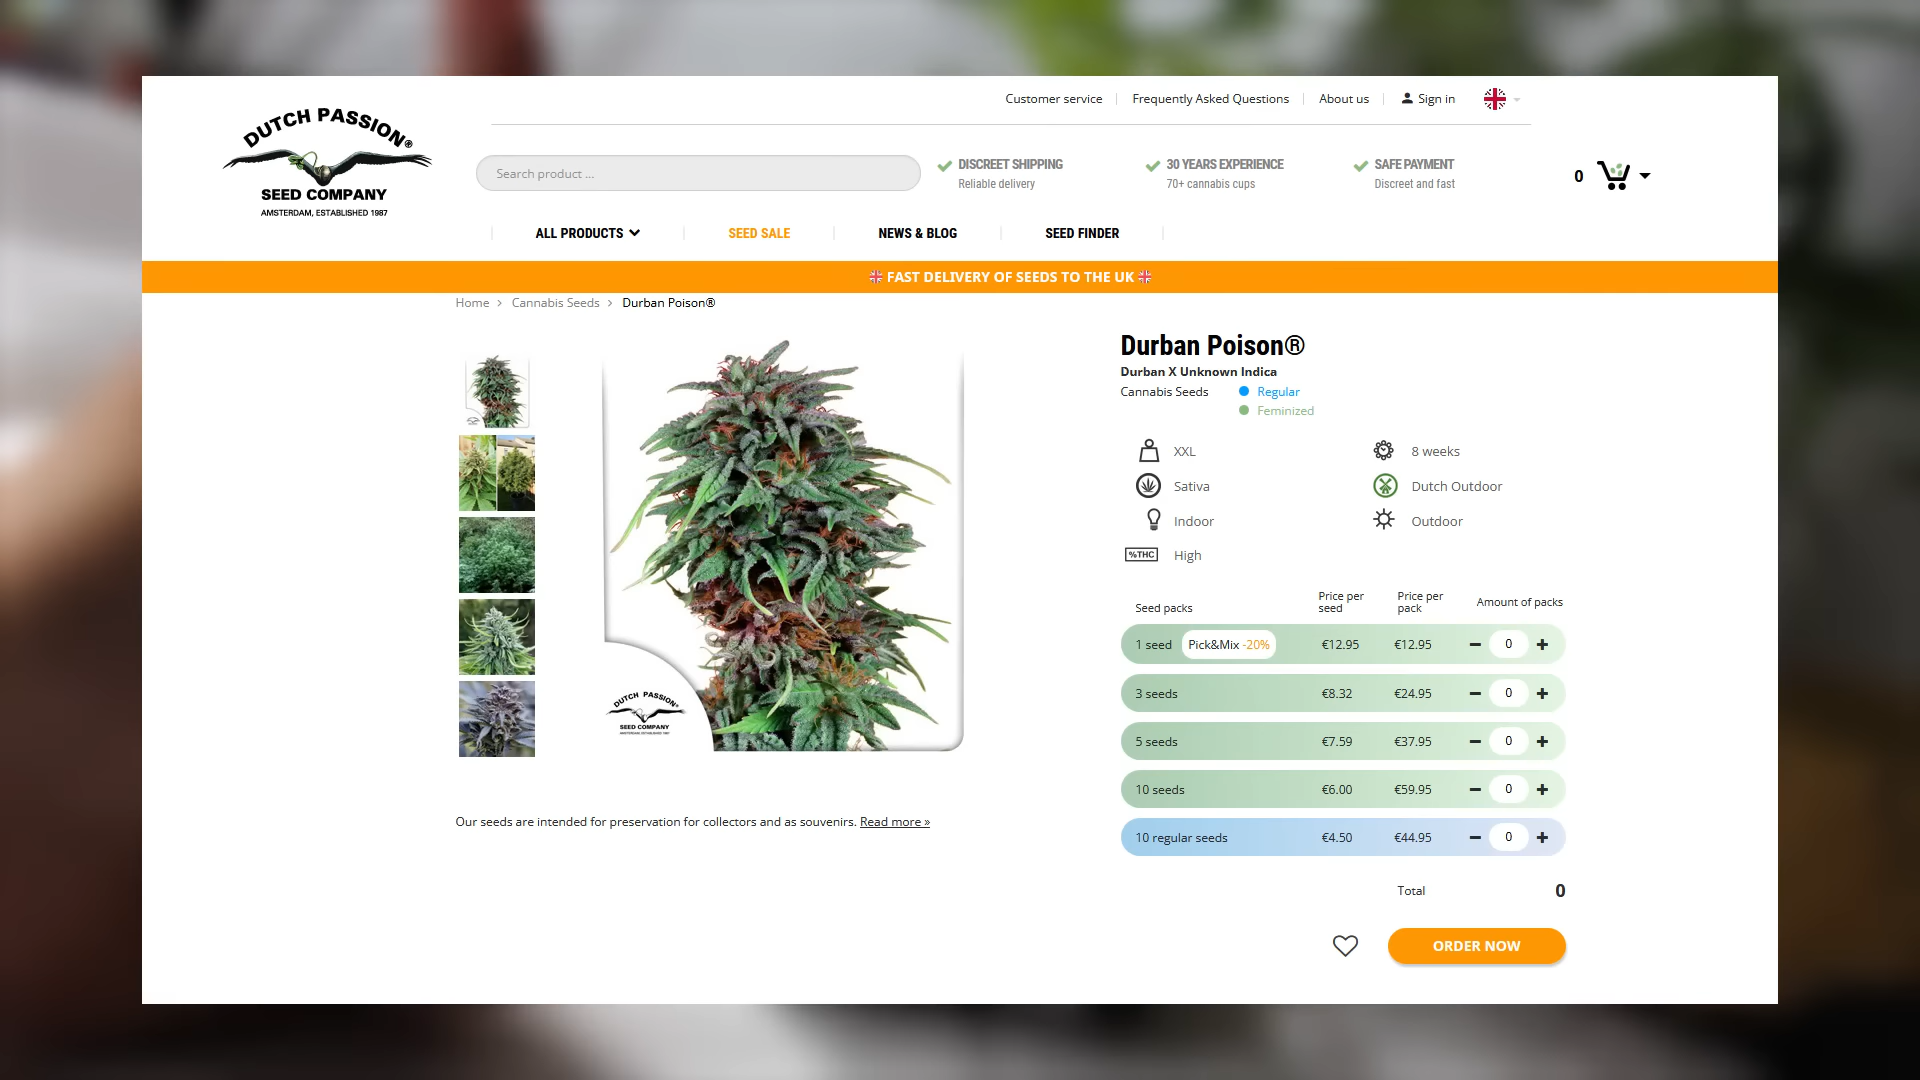 Customer service
Frequently Asked Questions
About us
Sign in
DUTCH PASSION®
SEED COMPANY
AMSTERDAM, ESTABLISHED 1987
Search product ...
DISCREET SHIPPING
Reliable delivery
30 YEARS EXPERIENCE
70+ cannabis cups
SAFE PAYMENT
Discreet and fast
0
ALL PRODUCTS
SEED SALE
NEWS & BLOG
SEED FINDER
FAST DELIVERY OF SEEDS TO THE UK
Home > Cannabis Seeds > Durban Poison®
Durban Poison®
Durban X Unknown Indica
Cannabis Seeds
Regular
Feminized
XXL
8 weeks
Sativa
Dutch Outdoor
Indoor
Outdoor
%THC High
Seed packs
Price per seed
Price per pack
Amount of packs
1 seed Pick&Mix -20% €12.95 €12.95 0
3 seeds €8.32 €24.95 0
5 seeds €7.59 €37.95 0
10 seeds €6.00 €59.95 0
10 regular seeds €4.50 €44.95 0
Total 0
ORDER NOW
DUTCH PASSION
SEED COMPANY
Our seeds are intended for preservation for collectors and as souvenirs. Read more »